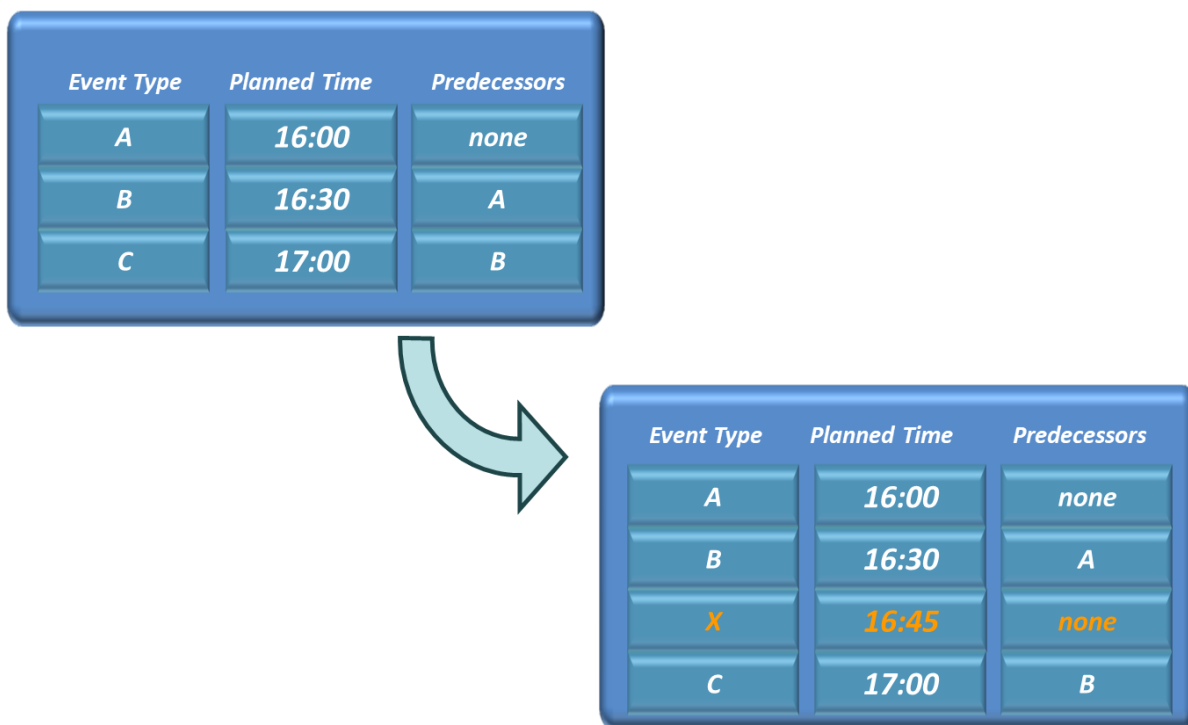 Event Type Planned Time Predecessors
A 16:00 none
B 16:30 A
C 17:00 B
Event Type Planned Time Predecessors
A 16:00 none
B 16:30 A
X 16:45 none
C 17:00 B